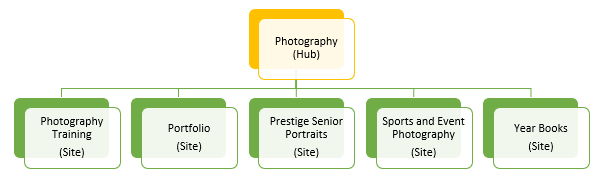 Photography
(Hub)
Photography
Training
(Site)
Portfolio
(Site)
Prestige Senior
Portraits
(Site)
Sports and Event
Photography
(Site)
Year Books
(Site)